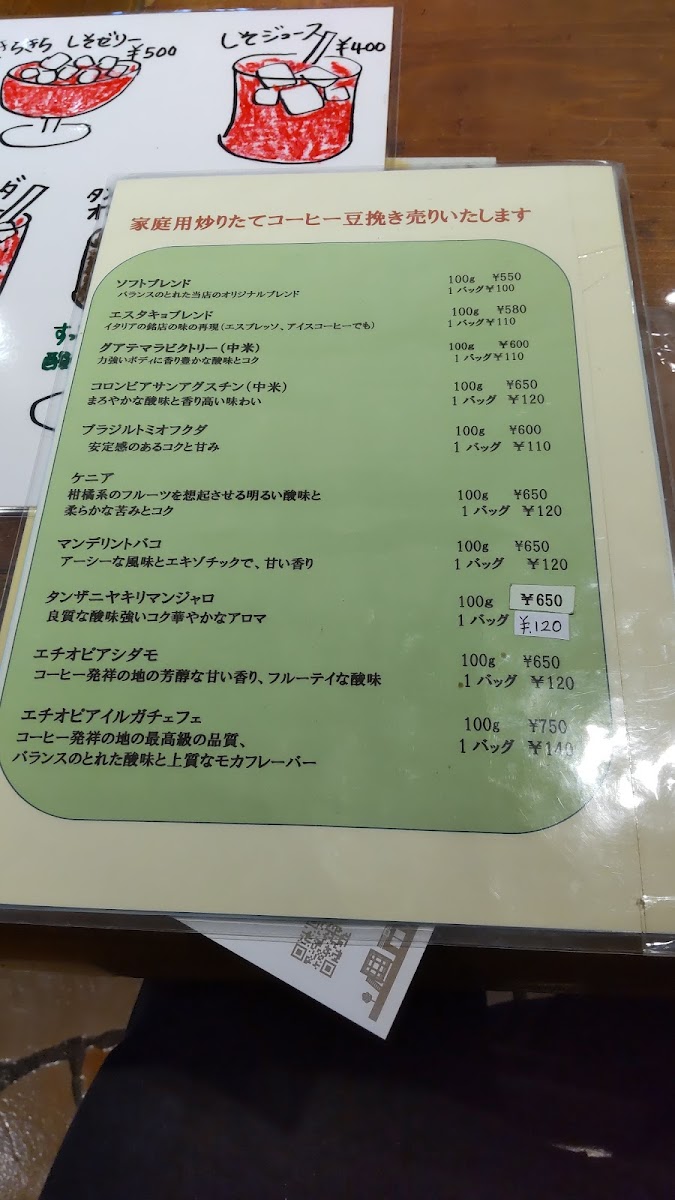 きらきら しそゼリー
¥500
しそジュース
¥400
ダ
タン
オ
家庭用炒りたてコーヒー豆挽き売りいたします
ソフトブレンド 100g ¥550
バランスのとれた当店のオリジナルブレンド 1バッグ¥100
エスタキョブレンド 100g ¥580
イタリアの銘店の味の再現(エスプレッソ、アイスコーヒーでも) 1バッグ¥110
グアテマラビクトリー(中米) 100g ¥600
力強いボディに香り豊かな酸味とコク 1バッグ¥110
コロンビアサンアグスチン(中米) 100g ¥650
まろやかな酸味と香り高い味わい 1バッグ ¥120
ブラジルトミオフクダ 100g ¥600
安定感のあるコクと甘み 1バッグ ¥110
ケニア
柑橘系のフルーツを想起させる明るい酸味と 100g ¥650
柔らかな苦みとコク 1バッグ ¥120
マンデリントバコ 100g ¥650
アーシーな風味とエキゾチックで、甘い香り 1バッグ ¥120
タンザニヤキリマンジャロ 100g ¥650
良質な酸味強いコク華やかなアロマ 1バッグ ¥120
エチオピアシダモ 100g ¥650
コーヒー発祥の地の芳醇な甘い香り、フルーテイな酸味 1バッグ ¥120
エチオピアイルガチェフェ 100g ¥750
コーヒー発祥の地の最高級の品質、 1バッグ ¥140
バランスのとれた酸味と上質なモカフレーバー